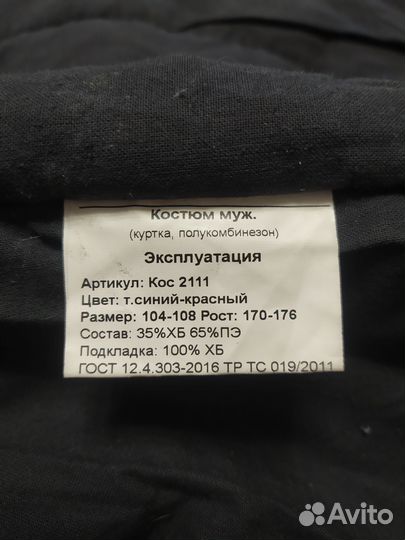 Костюм муж.
(куртка, полукомбинезон)
Эксплуатация
Артикул: Кос 2111
Цвет: т.синий-красный
Размер: 104-108 Рост: 170-176
Состав: 35%ХБ 65%ПЭ
Подкладка: 100% ХБ
ГОСТ 12.4.303-2016 ТР ТС 019/2011
Avito